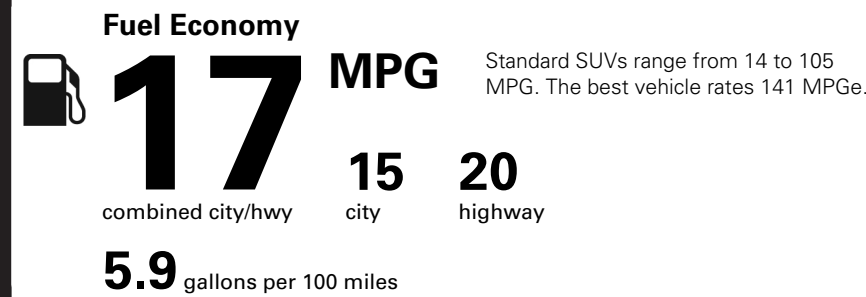 Fuel Economy
17 MPG
Standard SUVs range from 14 to 105
MPG. The best vehicle rates 141 MPGe.
15 20
combined city/hwy city highway
5.9 gallons per 100 miles